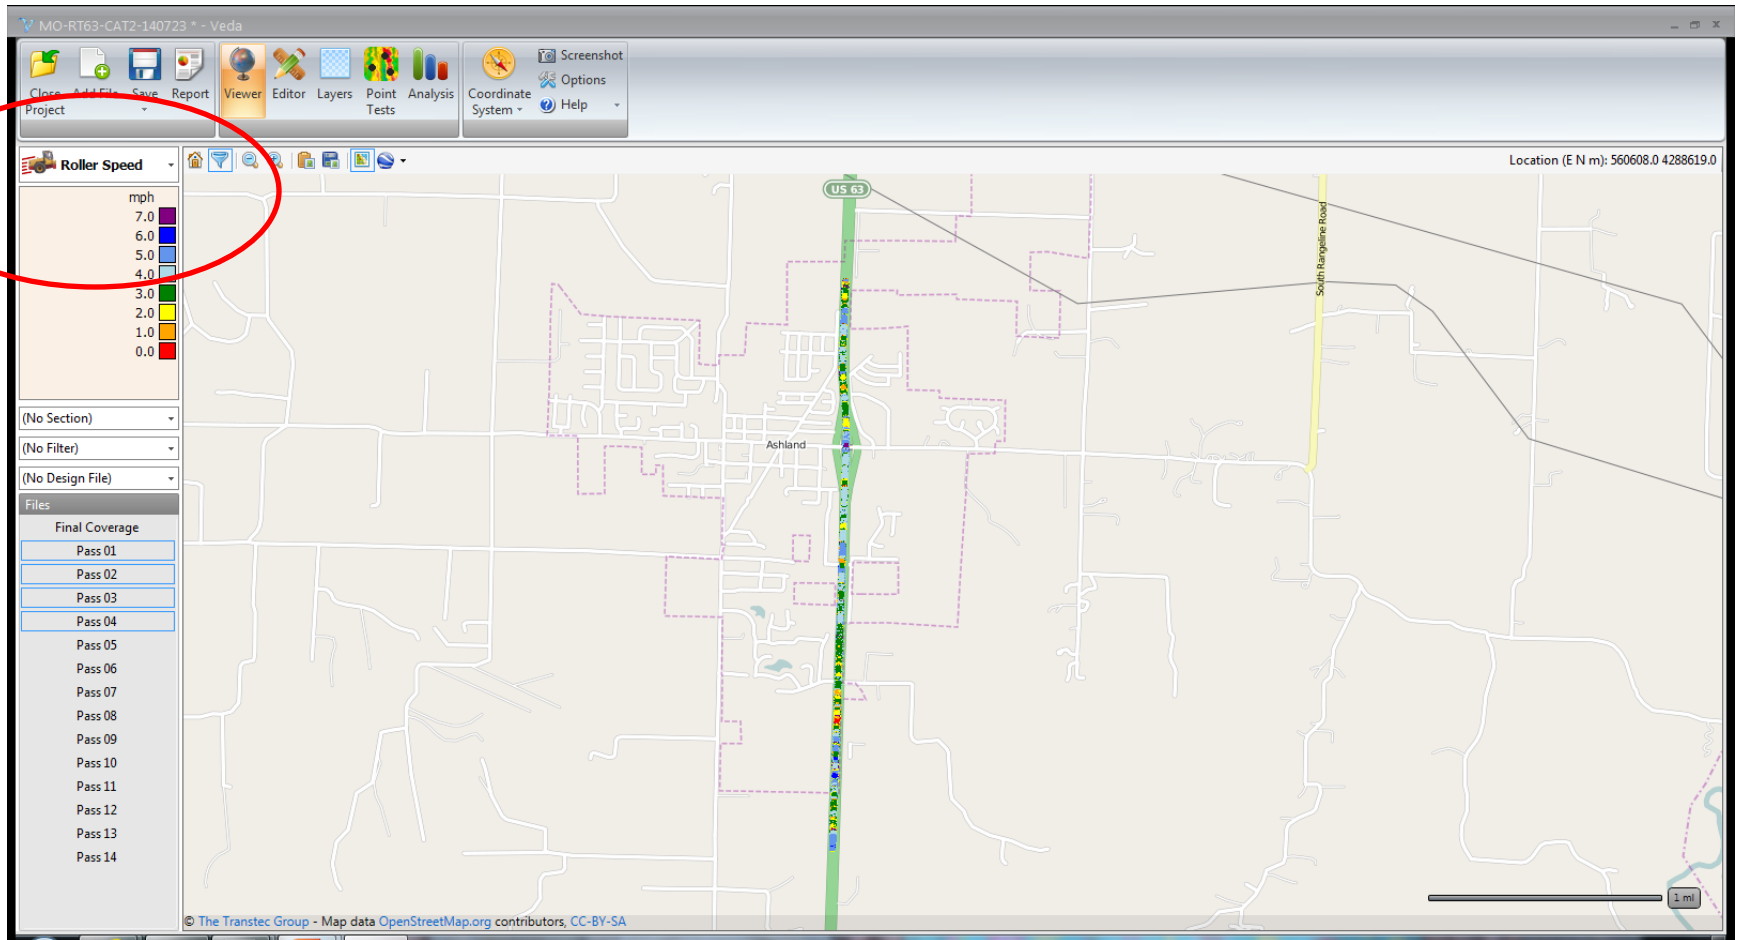 MO-RT63-CAT2-140723 * - Veda
Close Project
Add File
Save
Report
Viewer
Editor
Layers
Point Tests
Analysis
Coordinate System
Screenshot
Options
Help
Roller Speed
Location (E N m): 560608.0 4288619.0
mph
7.0
6.0
5.0
4.0
3.0
2.0
1.0
0.0
(No Section)
(No Filter)
(No Design File)
Files
Final Coverage
Pass 01
Pass 02
Pass 03
Pass 04
Pass 05
Pass 06
Pass 07
Pass 08
Pass 09
Pass 10
Pass 11
Pass 12
Pass 13
Pass 14
US 63
South Rangeline Road
Ashland
1 mi
© The Transtec Group - Map data OpenStreetMap.org contributors, CC-BY-SA